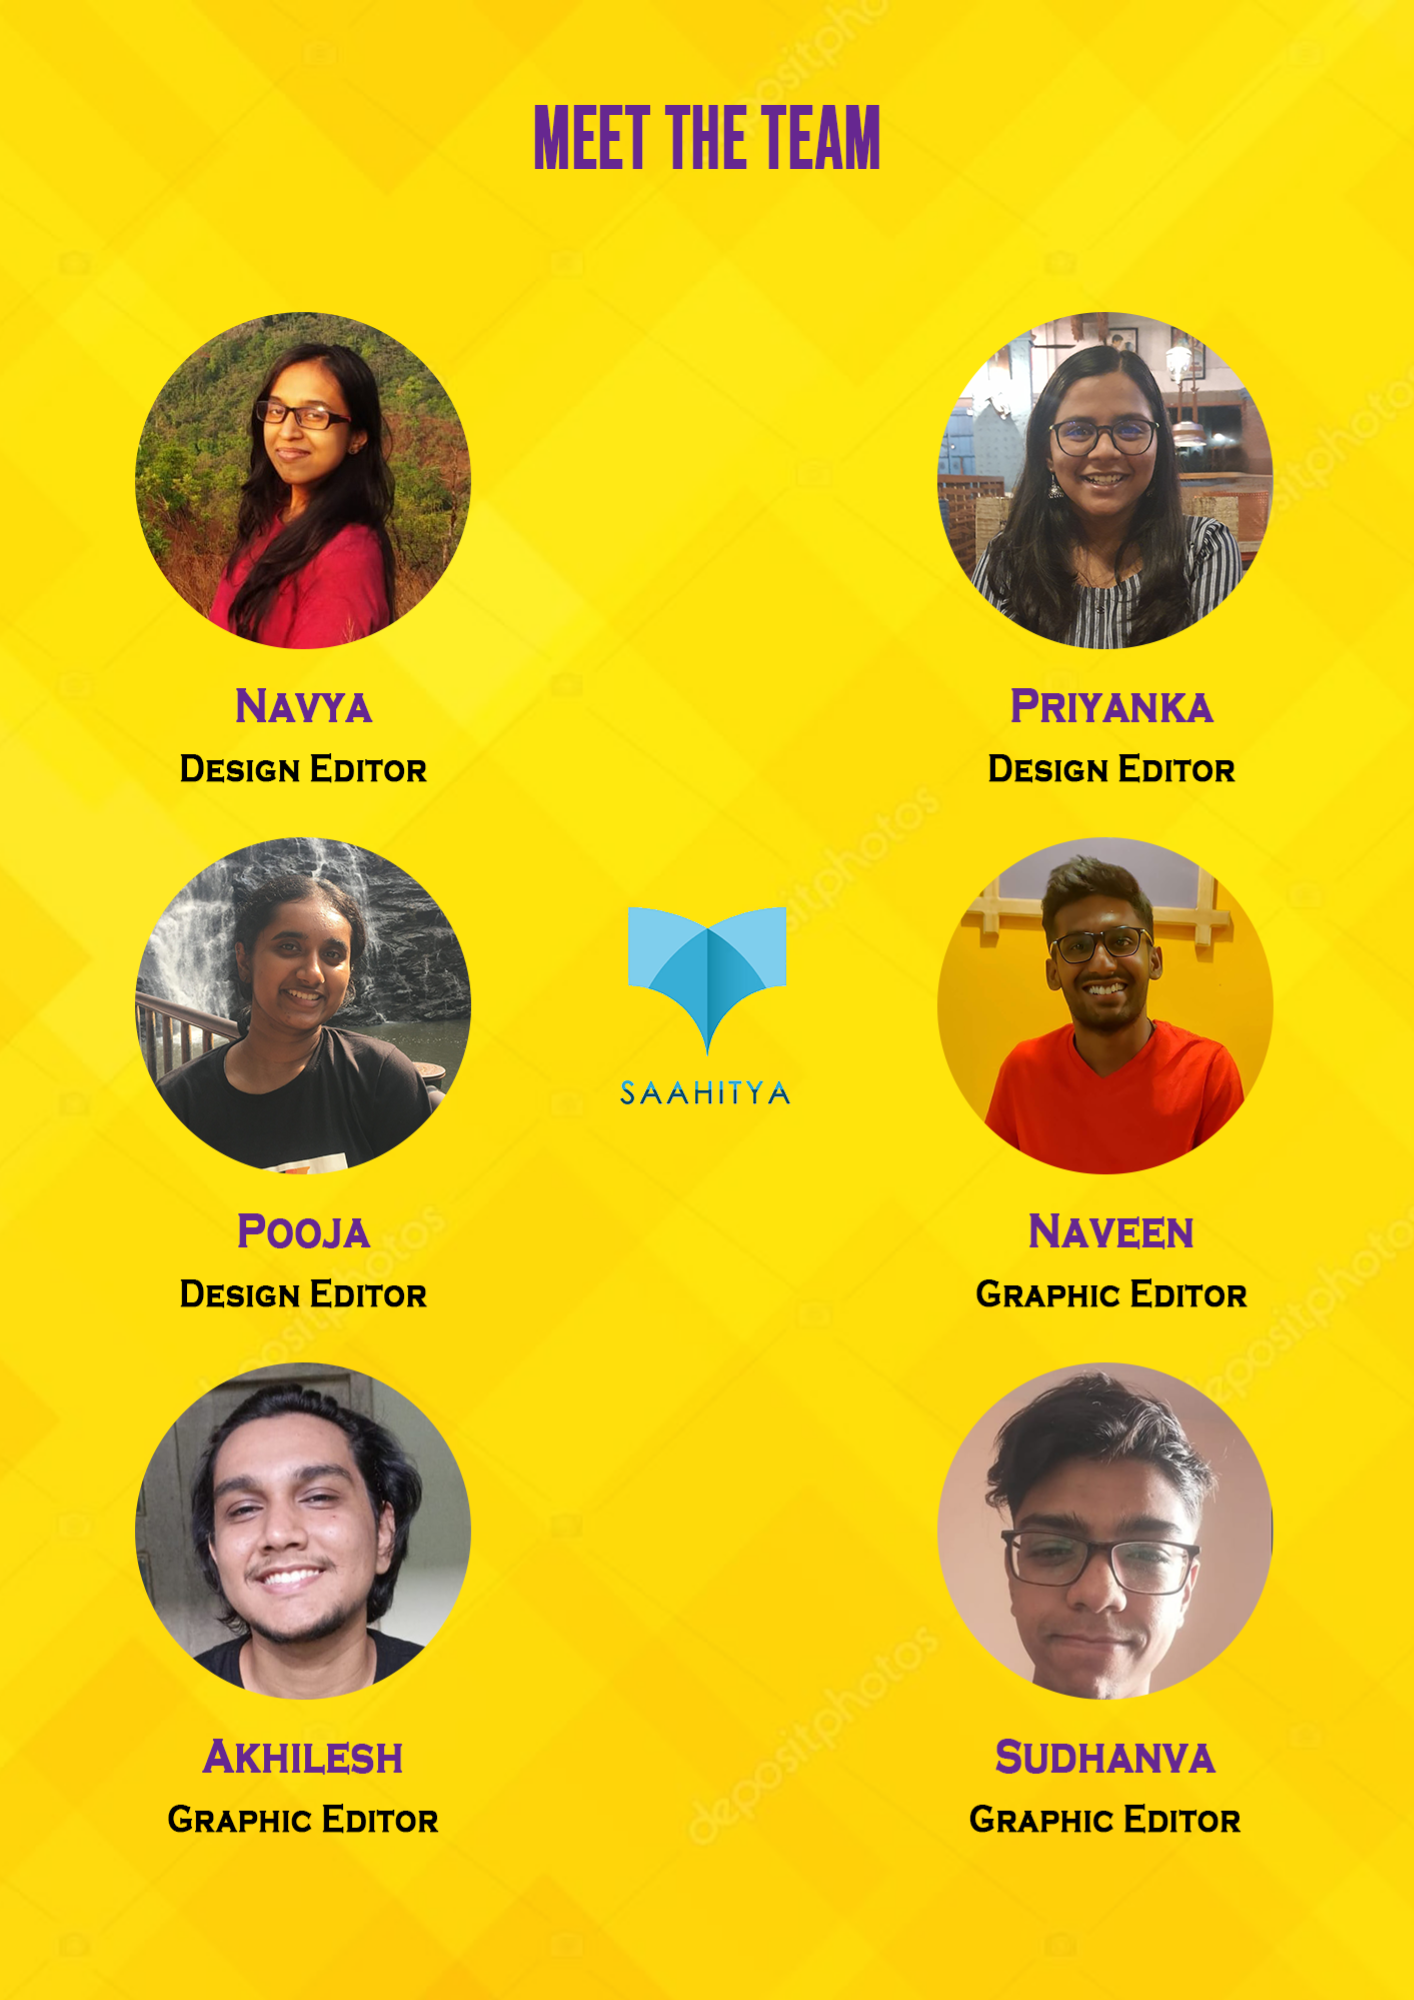 MEET THE TEAM
NAVYA
DESIGN EDITOR
PRIYANKA
DESIGN EDITOR
POOJA
DESIGN EDITOR
SAAHITYA
NAVEEN
GRAPHIC EDITOR
AKHILESH
GRAPHIC EDITOR
SUDHANVA
GRAPHIC EDITOR
depositphotos